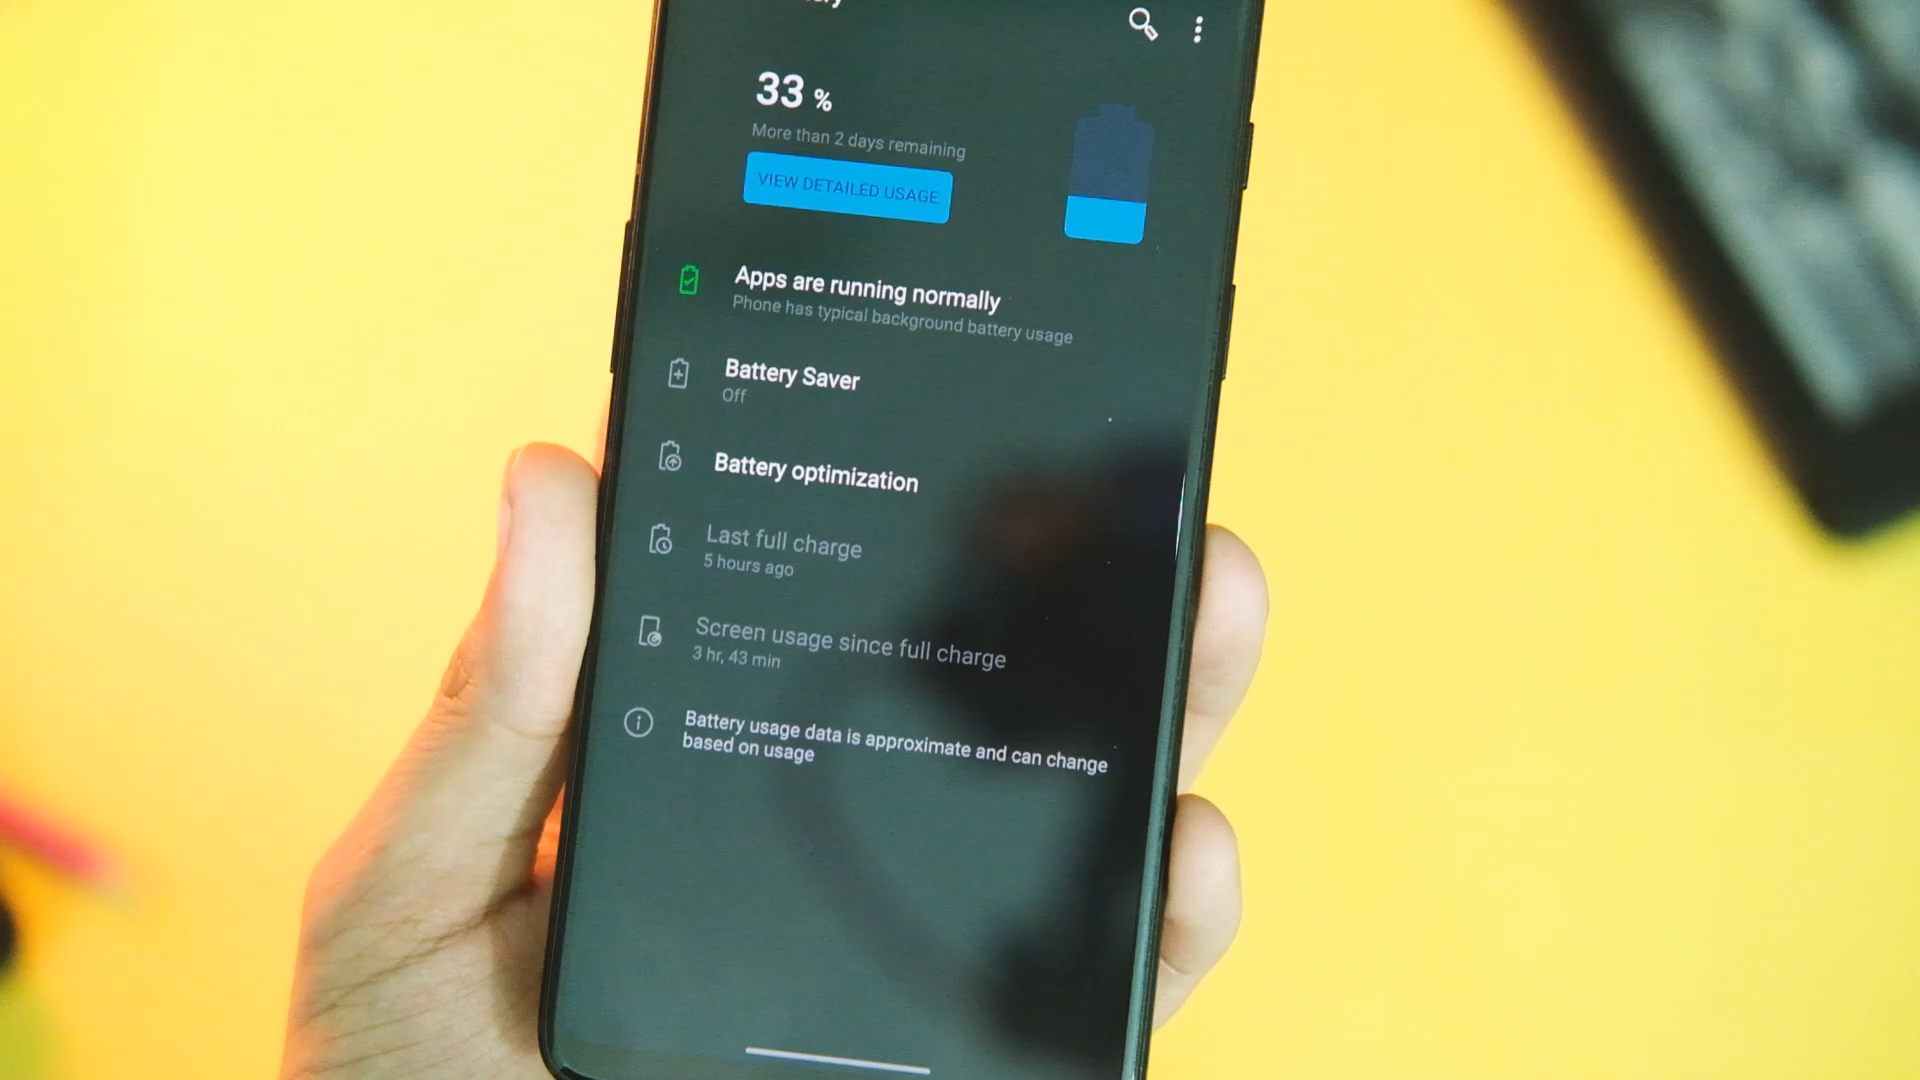 33 %
More than 2 days remaining
VIEW DETAILED USAGE
Apps are running normally
Phone has typical background battery usage
Battery Saver
Off
Battery optimization
Last full charge
5 hours ago
Screen usage since full charge
3 hr, 43 min
Battery usage data is approximate and can change
based on usage